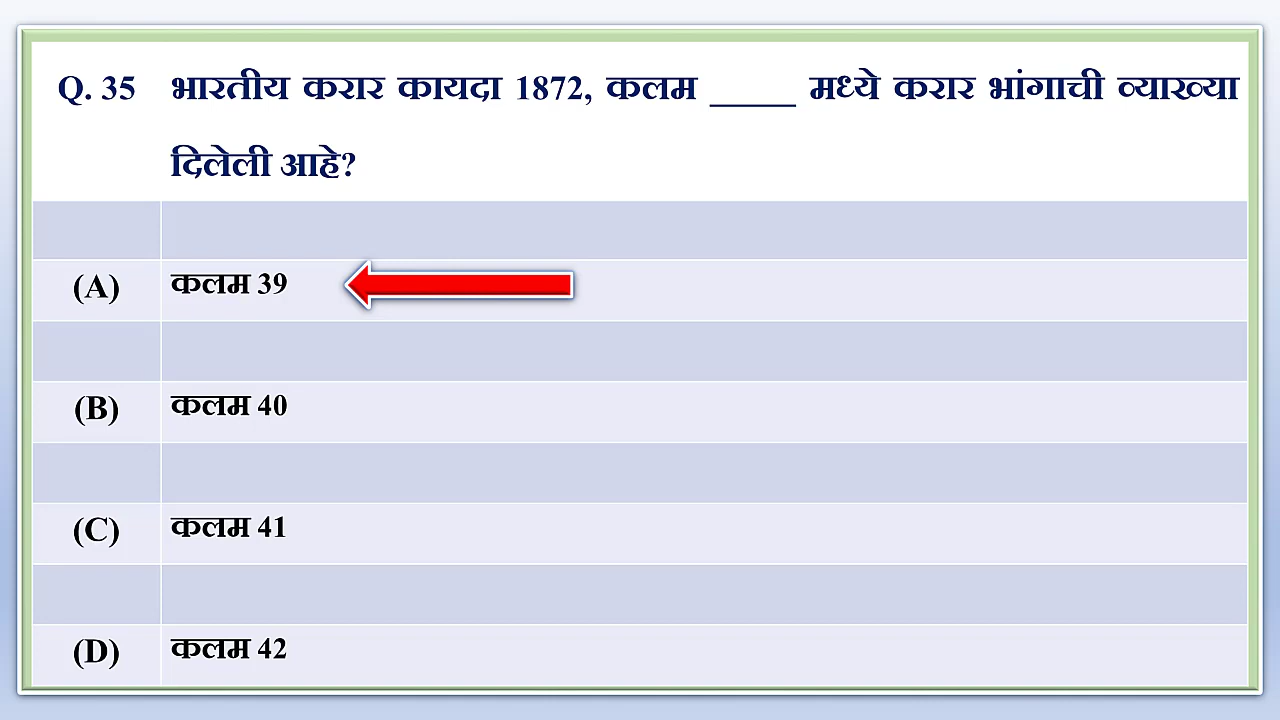 Q. 35 भारतीय करार कायदा 1872, कलम _____ मध्ये करार भांगाची व्याख्या
दिलेली आहे?
(A) कलम 39
(B) कलम 40
(C) कलम 41
(D) कलम 42